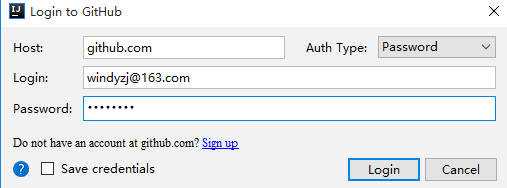 IJ Login to GitHub
Host: github.com Auth Type: Password
Login: windyzj@163.com
Password: ••••••••
Do not have an account at github.com? Sign up
? Save credentials Login Cancel